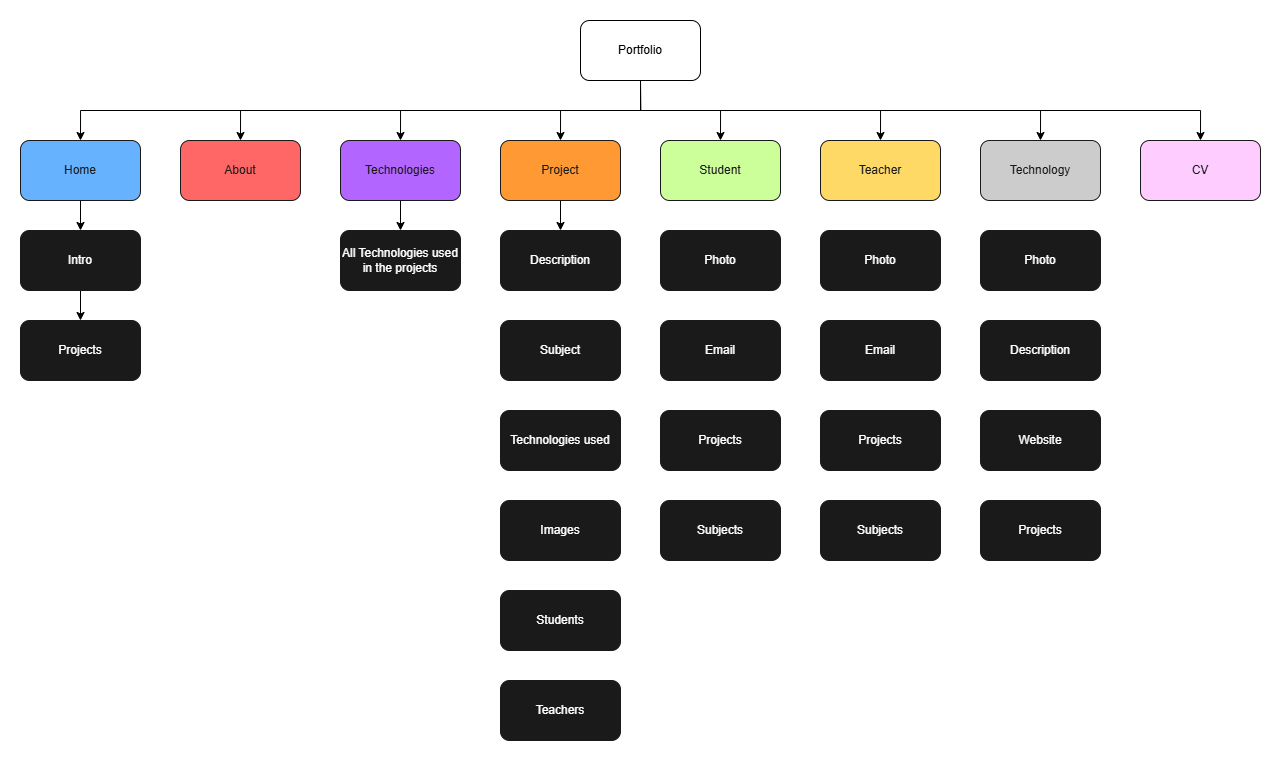 Portfolio
Home
About
Technologies
Project
Student
Teacher
Technology
CV
Intro
All Technologies used
in the projects
Description
Photo
Photo
Photo
Projects
Subject
Email
Email
Description
Technologies used
Projects
Projects
Website
Images
Subjects
Subjects
Projects
Students
Teachers